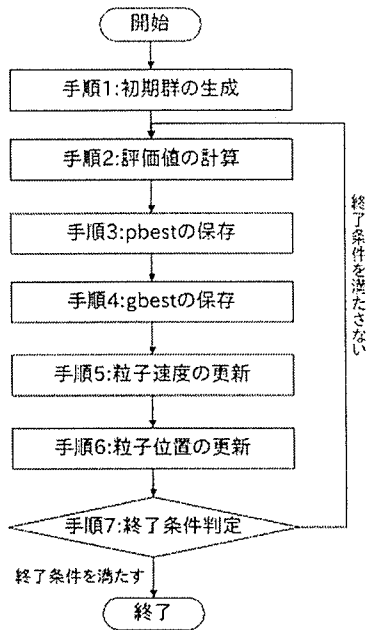 開始
手順1:初期群の生成
手順2:評価値の計算
手順3:pbestの保存
手順4:gbestの保存
手順5:粒子速度の更新
手順6:粒子位置の更新
手順7:終了条件判定
終了条件を満たさない
終了条件を満たす
終了